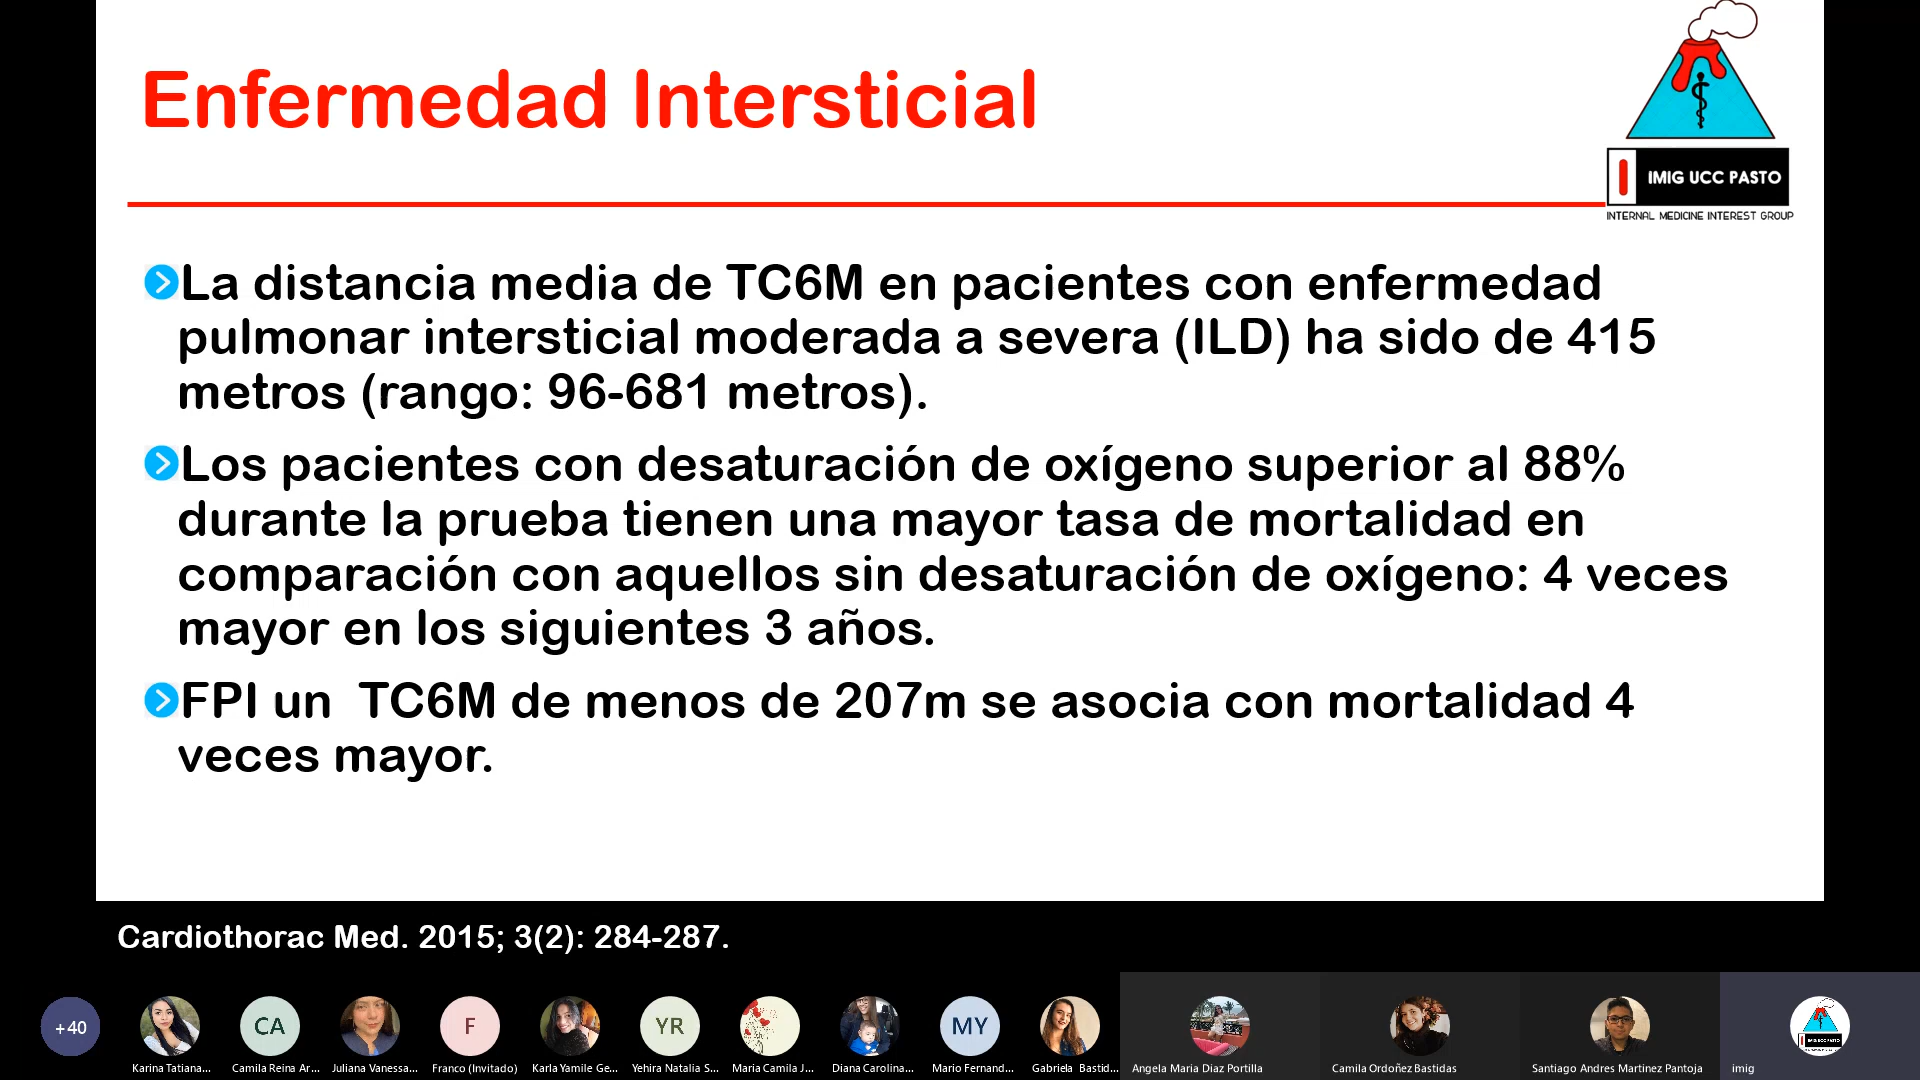 Enfermedad Intersticial
IMIG UCC PASTO
INTERNAL MEDICINE INTEREST GROUP
La distancia media de TC6M en pacientes con enfermedad
pulmonar intersticial moderada a severa (ILD) ha sido de 415
metros (rango: 96-681 metros).
Los pacientes con desaturación de oxígeno superior al 88%
durante la prueba tienen una mayor tasa de mortalidad en
comparación con aquellos sin desaturación de oxígeno: 4 veces
mayor en los siguientes 3 años.
FPI un  TC6M de menos de 207m se asocia con mortalidad 4
veces mayor.
Cardiothorac Med. 2015; 3(2): 284-287.
+40
CA
F
YR
MY
Karina Tatiana...
Camila Reina Ar...
Juliana Vanessa...
Franco (Invitado)
Karla Yamile Ge...
Yehira Natalia S...
Maria Camila J...
Diana Carolina...
Mario Fernand...
Gabriela Bastid...
Angela Maria Diaz Portilla
Camila Ordoñez Bastidas
Santiago Andres Martinez Pantoja
imig